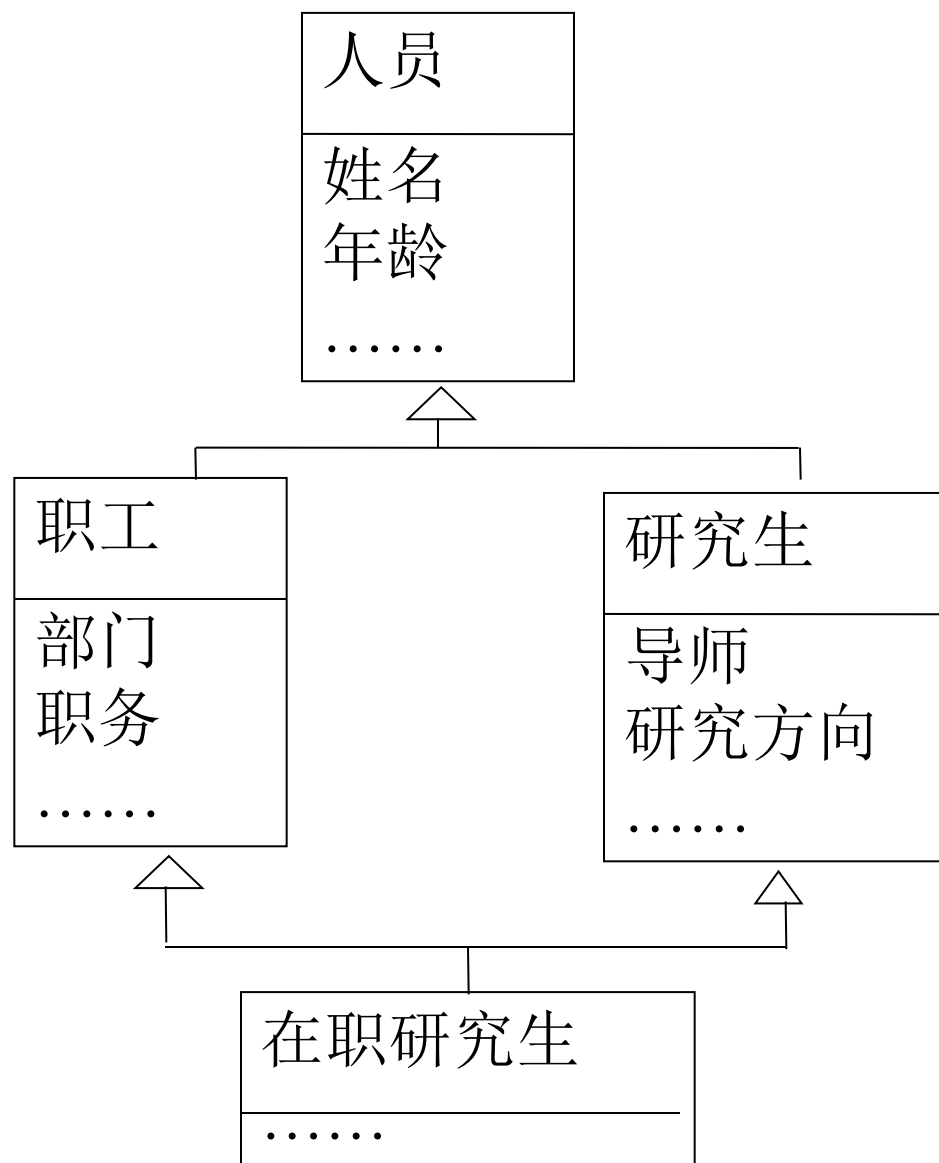 人员
姓名
年龄
……
职工
部门
职务
……
研究生
导师
研究方向
……
在职研究生
……